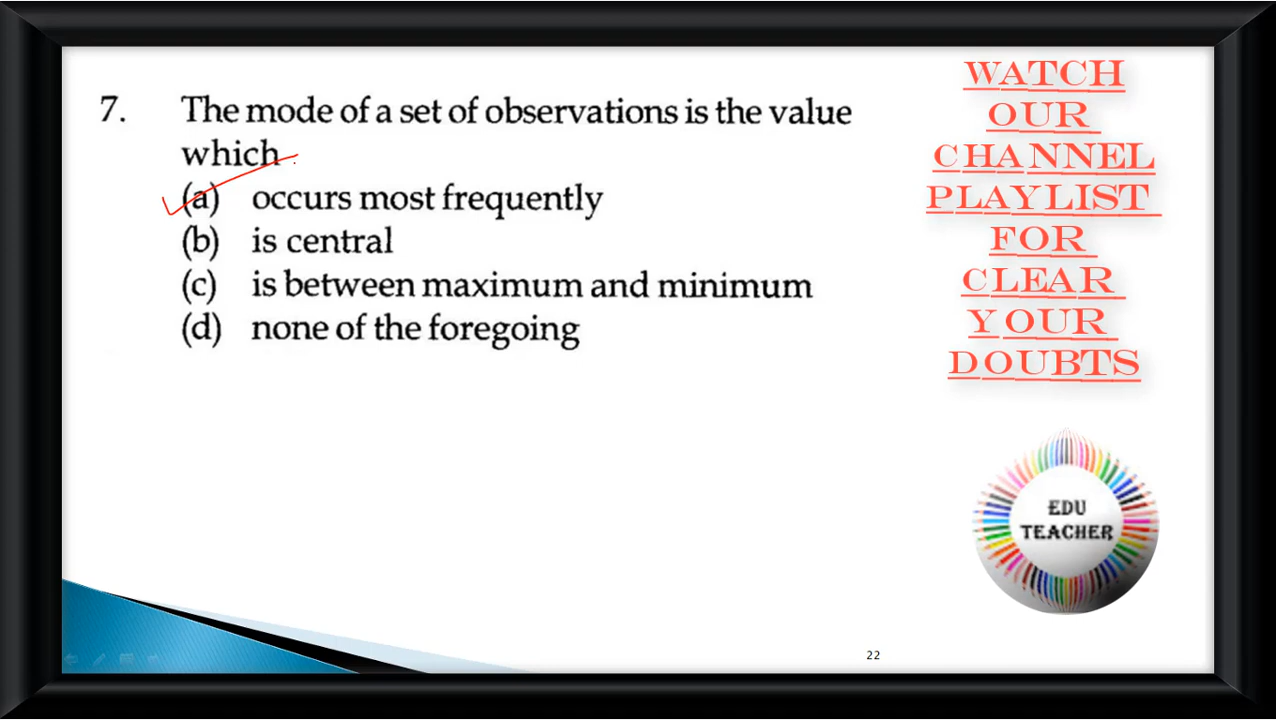 7. The mode of a set of observations is the value
which
(a) occurs most frequently
(b) is central
(c) is between maximum and minimum
(d) none of the foregoing
WATCH
OUR
CHANNEL
PLAYLIST
FOR
CLEAR
YOUR
DOUBTS
EDU
TEACHER
22